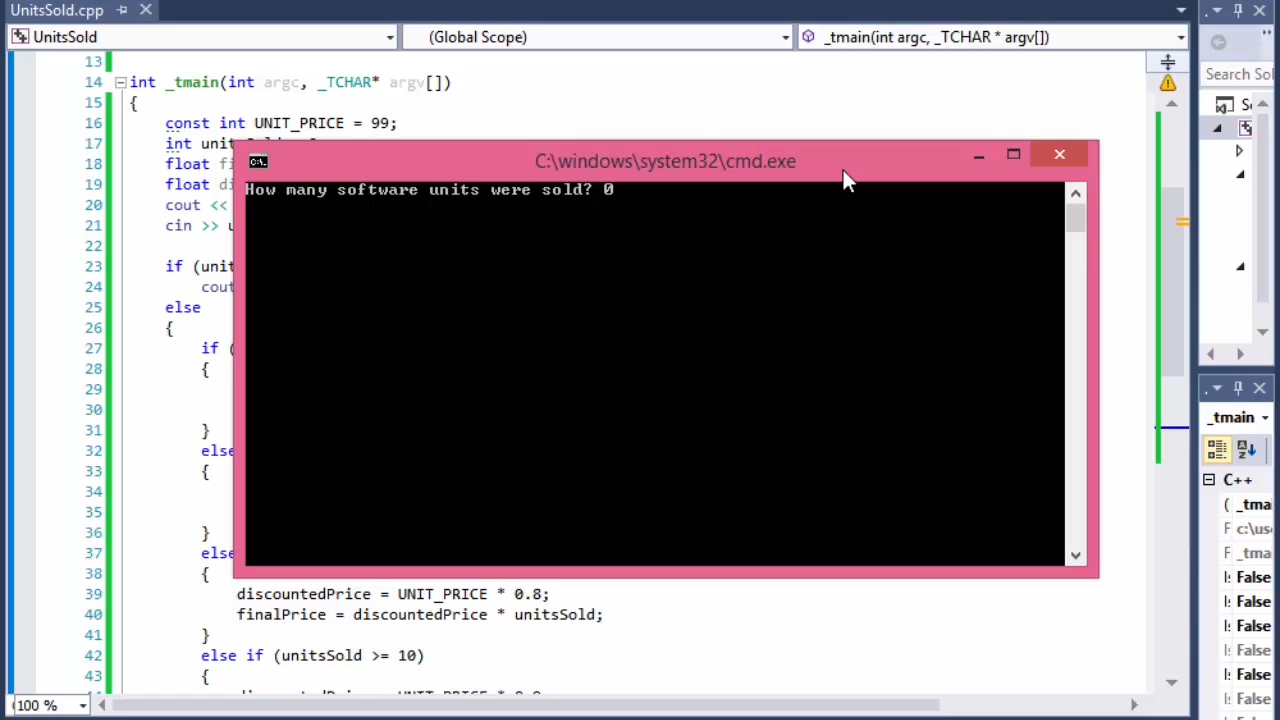 UnitsSold.cpp
UnitsSold
(Global Scope)
_tmain(int argc, _TCHAR * argv[])
13
14 int _tmain(int argc, _TCHAR* argv[])
15 {
16 const int UNIT_PRICE = 99;
17 int
18 float
19 float
20 cout <<
21 cin >>
22
23 if
24
25 else
26 {
27 if (
28 {
29
30
31 }
32 else
33 {
34
35
36 }
37 else
38 {
39 discountedPrice = UNIT_PRICE * 0.8;
40 finalPrice = discountedPrice * unitsSold;
41 }
42 else if (unitsSold >= 10)
43 {
100 %
C:\windows\system32\cmd.exe
C:\.
How many software units were sold? 0
Search Sol
_tmain
C++
( _tma
F c:\us
F _tma
False
False
False
False
False
False